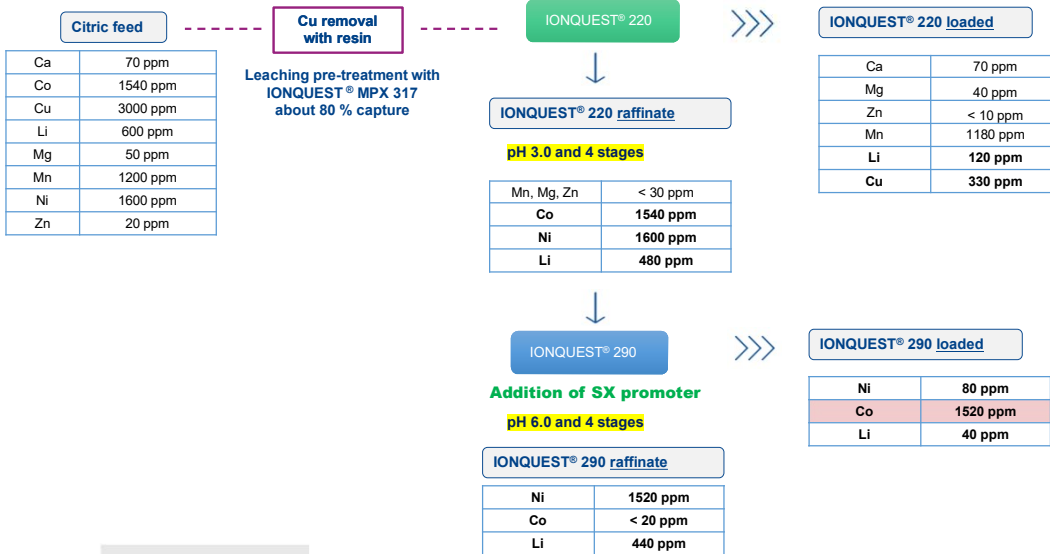 Citric feed
Cu removal
with resin
IONQUEST® 220
IONQUEST® 220 loaded
Ca 70 ppm
Co 1540 ppm
Cu 3000 ppm
Li 600 ppm
Mg 50 ppm
Mn 1200 ppm
Ni 1600 ppm
Zn 20 ppm
Leaching pre-treatment with
IONQUEST ® MPX 317
about 80 % capture
IONQUEST® 220 raffinate
pH 3.0 and 4 stages
Mn, Mg, Zn < 30 ppm
Co 1540 ppm
Ni 1600 ppm
Li 480 ppm
Ca 70 ppm
Mg 40 ppm
Zn < 10 ppm
Mn 1180 ppm
Li 120 ppm
Cu 330 ppm
IONQUEST® 290
IONQUEST® 290 loaded
Addition of SX promoter
pH 6.0 and 4 stages
Ni 80 ppm
Co 1520 ppm
Li 40 ppm
IONQUEST® 290 raffinate
Ni 1520 ppm
Co < 20 ppm
Li 440 ppm